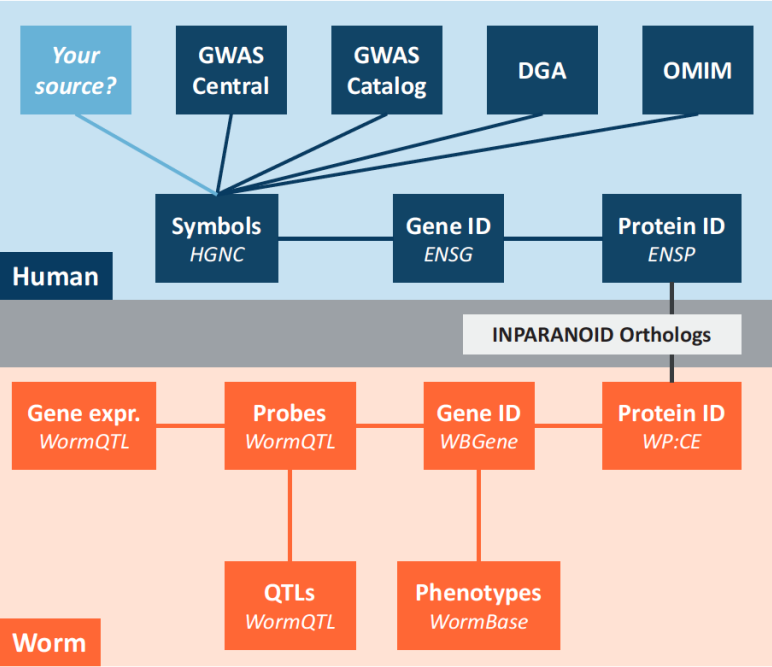 Your
source?
GWAS
Central
GWAS
Catalog
DGA
OMIM
Symbols
HGNC
Gene ID
ENSG
Protein ID
ENSP
Human
INPARANOID Orthologs
Gene expr.
WormQTL
Probes
WormQTL
Gene ID
WBGene
Protein ID
WP:CE
QTLs
WormQTL
Phenotypes
WormBase
Worm